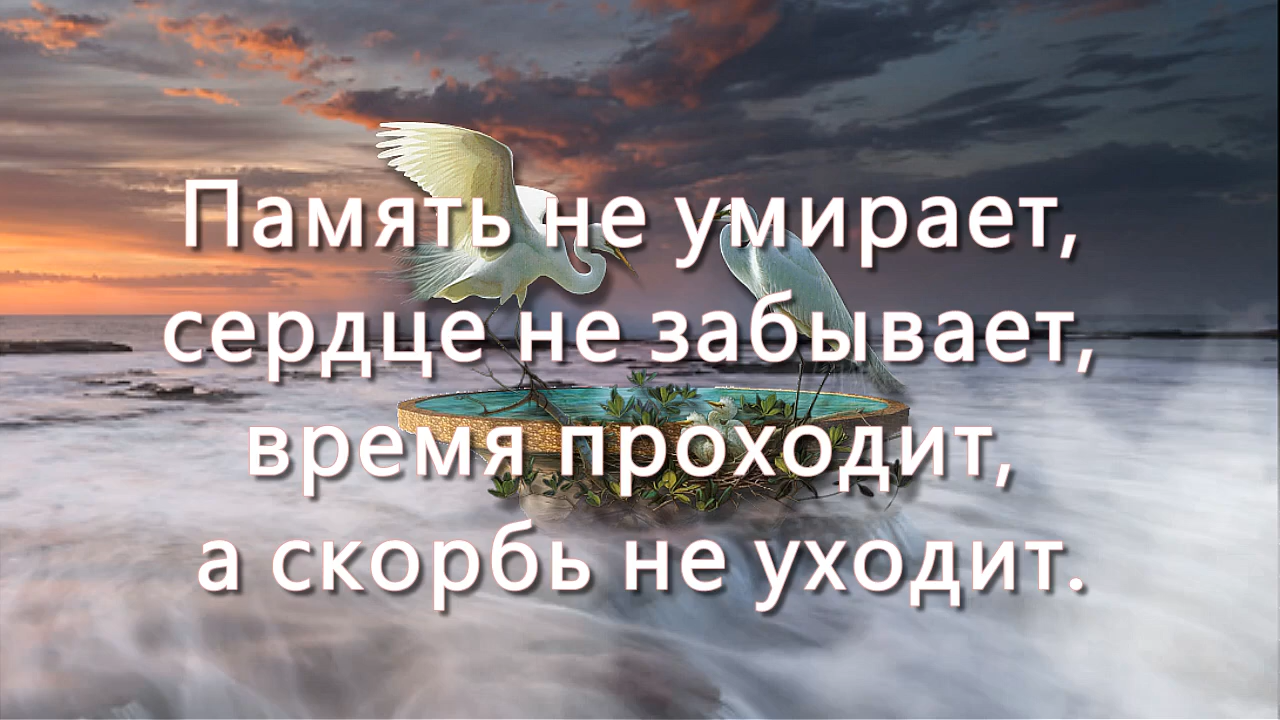 Память не умирает,
сердце не забывает,
время проходит,
а скорбь не уходит.